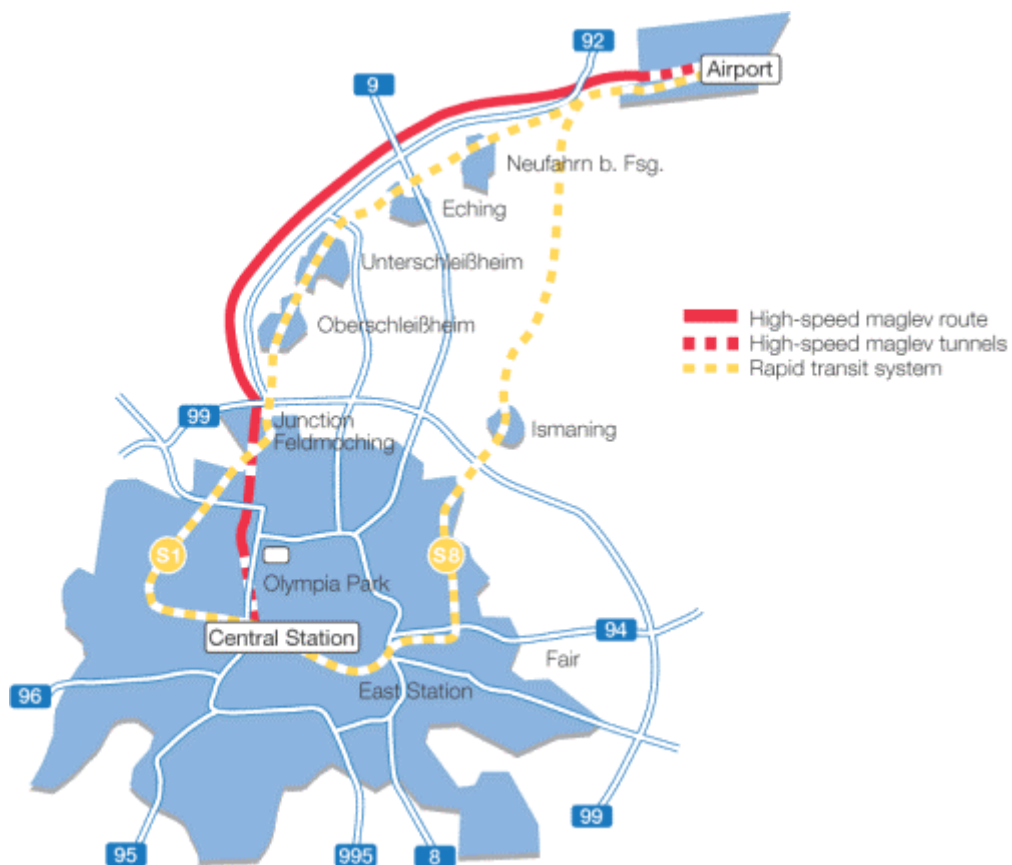 92
Airport
9
Neufahrn b. Fsg.
Eching
Unterschleißheim
Oberschleißheim
High-speed maglev route
High-speed maglev tunnels
Rapid transit system
99
Junction
Feldmoching
Ismaning
S1
S8
Olympia Park
Central Station
94
Fair
East Station
96
99
95
995
8